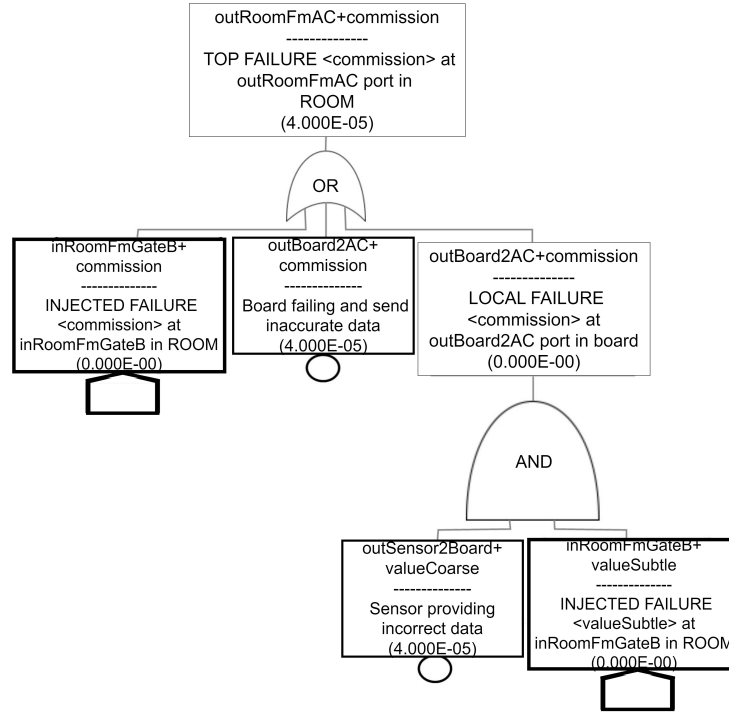 outRoomFmAC+commission
--------------
TOP FAILURE <commission> at
outRoomFmAC port in
ROOM
(4.000E-05)
OR
inRoomFmGateB+
commission
--------------
INJECTED FAILURE
<commission> at
inRoomFmGateB in ROOM
(0.000E-00)
outBoard2AC+
commission
--------------
Board failing and send
inaccurate data
(4.000E-05)
outBoard2AC+commission
--------------
LOCAL FAILURE
<commission> at
outBoard2AC port in board
(0.000E-00)
AND
outSensor2Board+
valueCoarse
--------------
Sensor providing
incorrect data
(4.000E-05)
inRoomFmGateB+
valueSubtle
--------------
INJECTED FAILURE
<valueSubtle> at
inRoomFmGateB in ROOM
(0.000E-00)